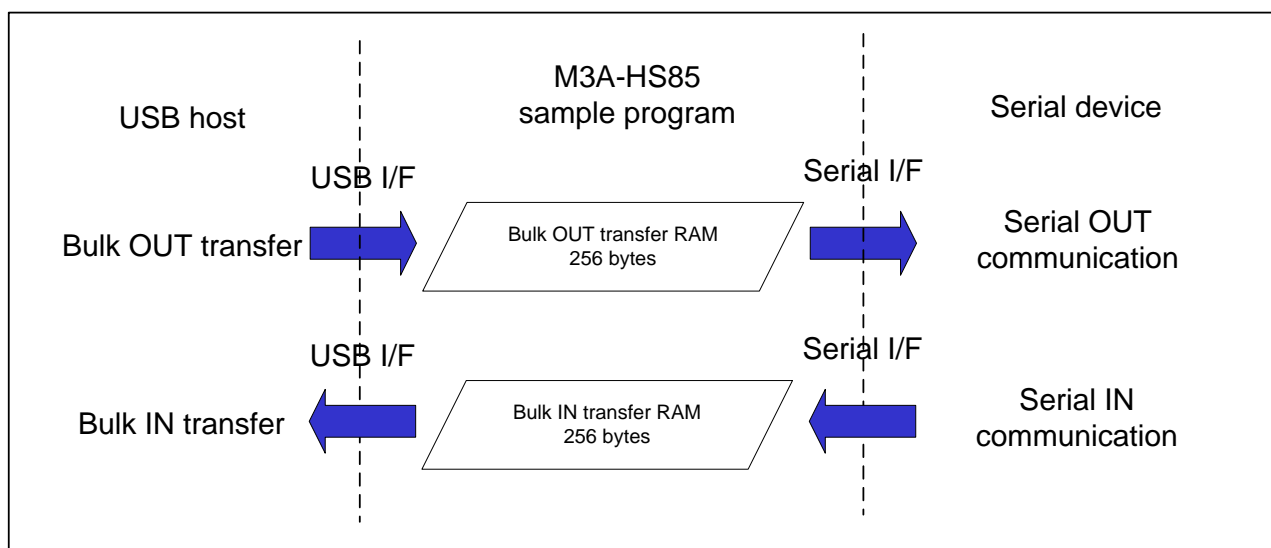 M3A-HS85
sample program
USB host
Serial device
USB I/F
Serial I/F
Bulk OUT transfer
Bulk OUT transfer RAM
256 bytes
Serial OUT
communication
USB I/F
Serial I/F
Bulk IN transfer
Bulk IN transfer RAM
256 bytes
Serial IN
communication